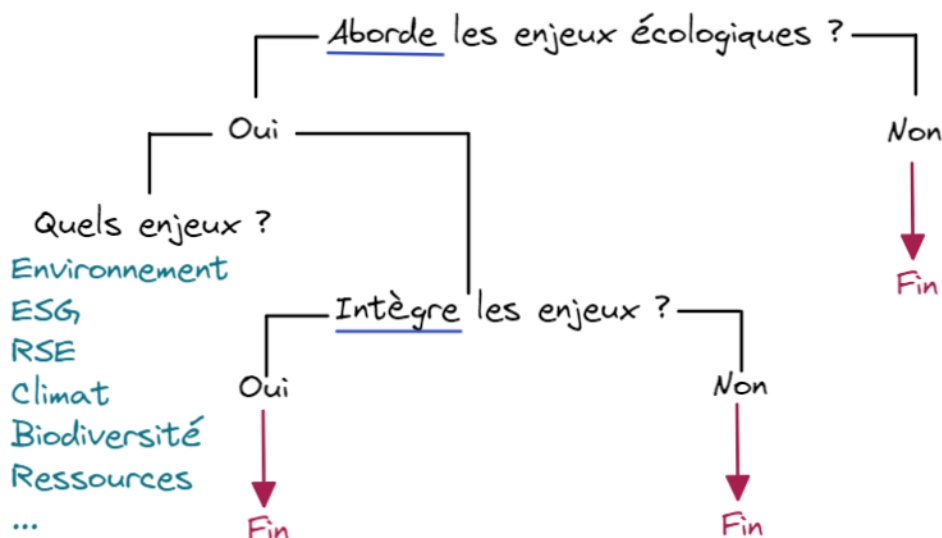 Aborde les enjeux écologiques ?
Oui
Non
Quels enjeux ?
Environnement
ESG
RSE
Climat
Biodiversité
Ressources
...
Fin
Intègre les enjeux ?
Oui
Non
Fin
Fin